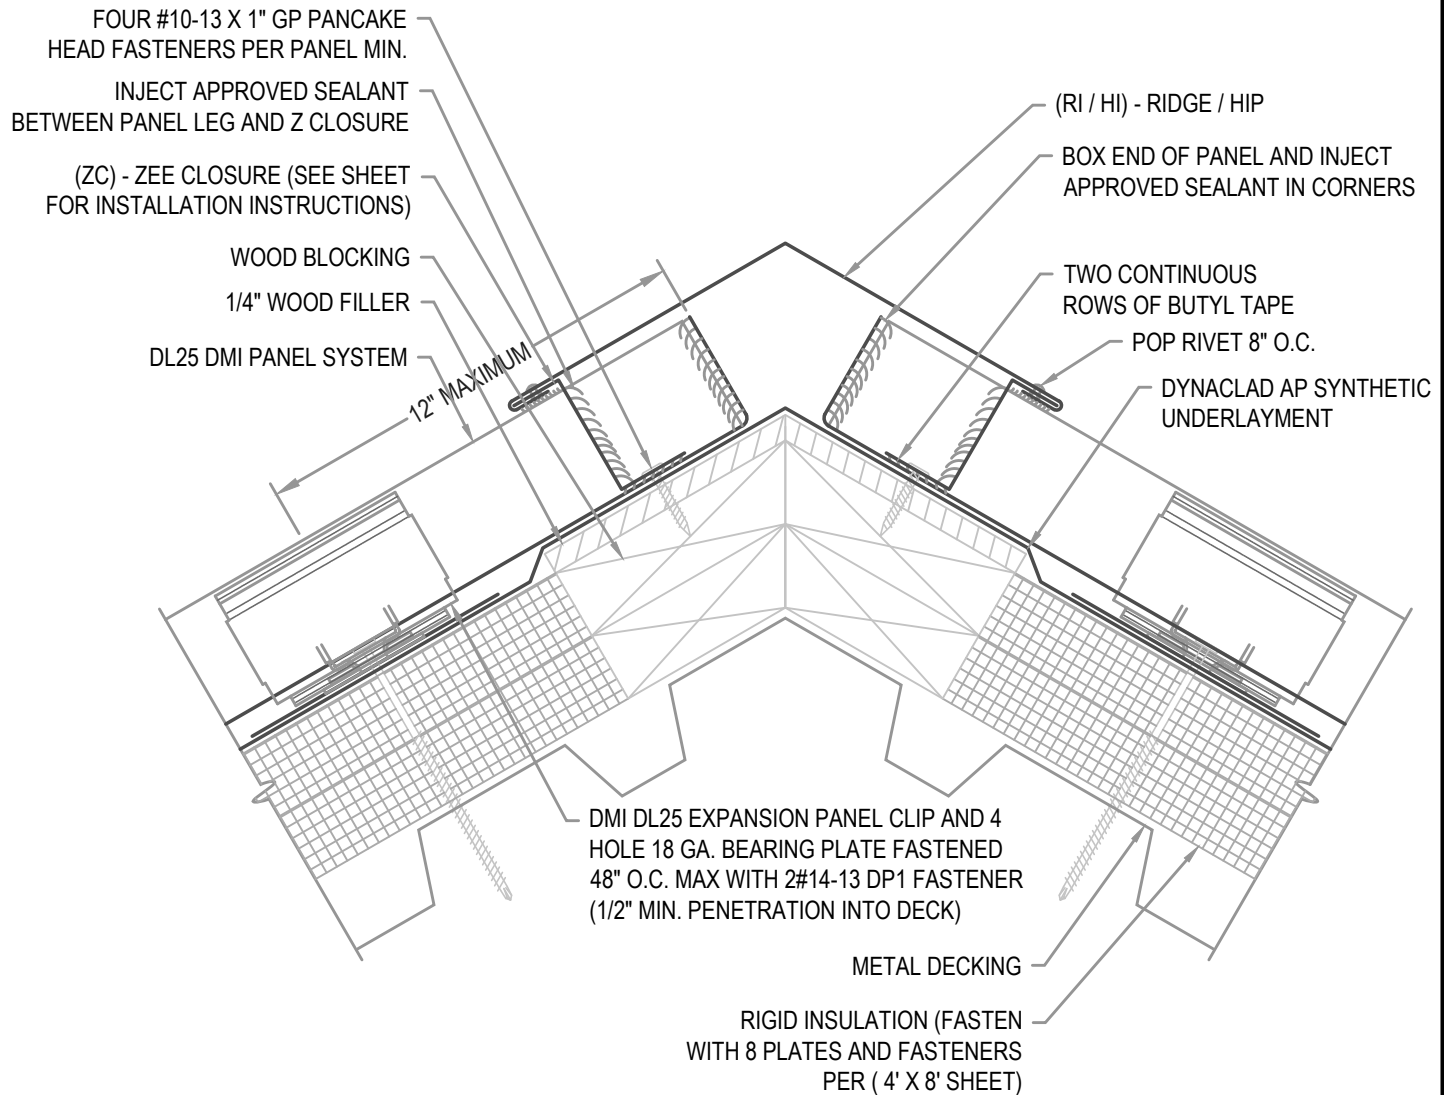 FOUR #10-13 X 1" GP PANCAKE
HEAD FASTENERS PER PANEL MIN.
INJECT APPROVED SEALANT
BETWEEN PANEL LEG AND Z CLOSURE
(ZC) - ZEE CLOSURE (SEE SHEET
FOR INSTALLATION INSTRUCTIONS)
WOOD BLOCKING
1/4" WOOD FILLER
DL25 DMI PANEL SYSTEM
12" MAXIMUM
(RI / HI) - RIDGE / HIP
BOX END OF PANEL AND INJECT
APPROVED SEALANT IN CORNERS
TWO CONTINUOUS
ROWS OF BUTYL TAPE
POP RIVET 8" O.C.
DYNACLAD AP SYNTHETIC
UNDERLAYMENT
DMI DL25 EXPANSION PANEL CLIP AND 4
HOLE 18 GA. BEARING PLATE FASTENED
48" O.C. MAX WITH 2#14-13 DP1 FASTENER
(1/2" MIN. PENETRATION INTO DECK)
METAL DECKING
RIGID INSULATION (FASTEN
WITH 8 PLATES AND FASTENERS
PER ( 4' X 8' SHEET)